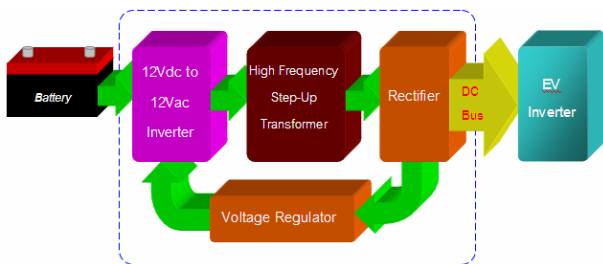 Battery
12Vdc to
12Vac
Inverter
High Frequency
Step-Up
Transformer
Rectifier
DC
Bus
EV
Inverter
Voltage Regulator